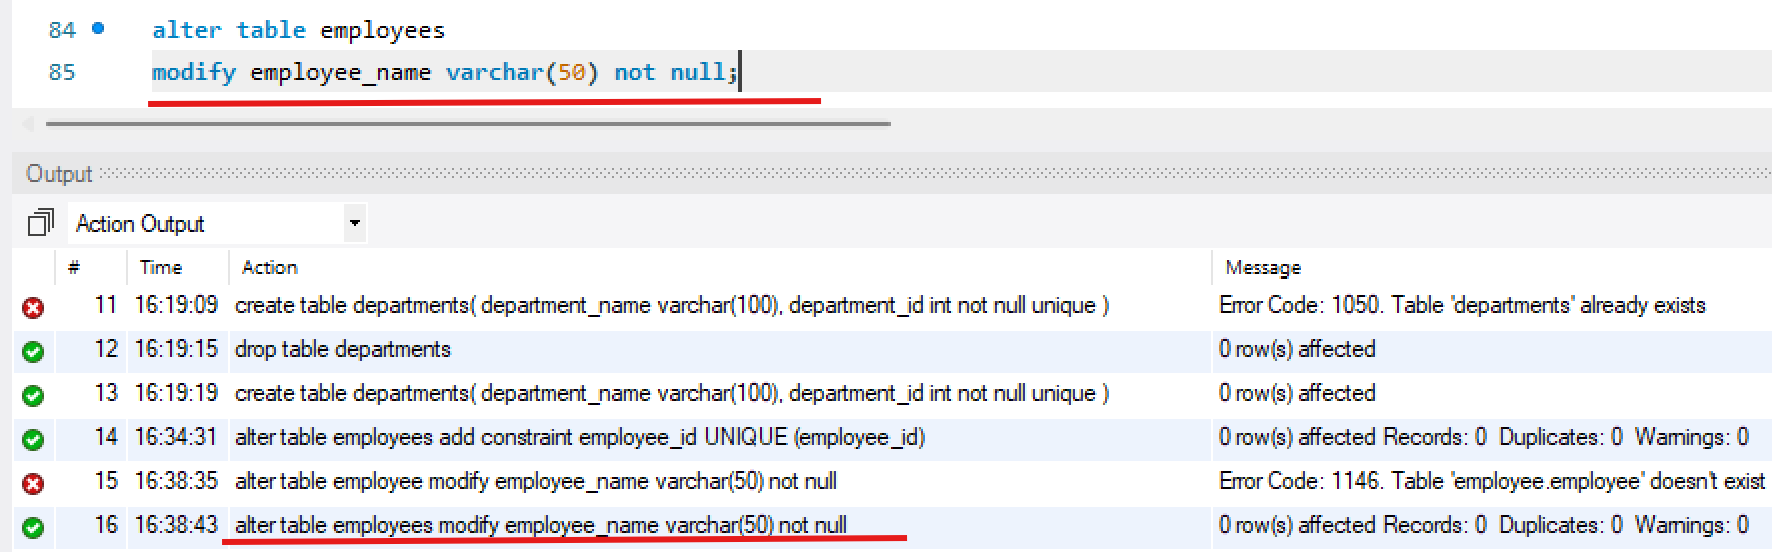 84 alter table employees
85 modify employee_name varchar(50) not null;
Output
Action Output
# Time Action Message
11 16:19:09 create table departments( department_name varchar(100), department_id int not null unique ) Error Code: 1050. Table 'departments' already exists
12 16:19:15 drop table departments 0 row(s) affected
13 16:19:19 create table departments( department_name varchar(100), department_id int not null unique ) 0 row(s) affected
14 16:34:31 alter table employees add constraint employee_id UNIQUE (employee_id) 0 row(s) affected Records: 0 Duplicates: 0 Warnings: 0
15 16:38:35 alter table employee modify employee_name varchar(50) not null Error Code: 1146. Table 'employee.employee' doesn't exist
16 16:38:43 alter table employees modify employee_name varchar(50) not null 0 row(s) affected Records: 0 Duplicates: 0 Warnings: 0